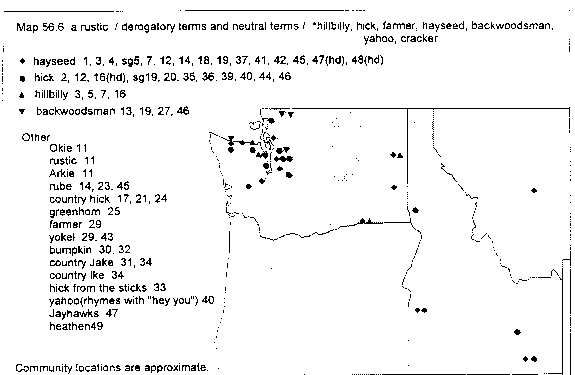 Map 56.6 a rustic / derogatory terms and neutral terms / *hillbilly, hick, farmer, hayseed, backwoodsman,
yahoo, cracker
♦ hayseed 1, 3, 4, sg5, 7, 12, 14, 18, 19, 37, 41, 42, 45, 47(hd), 48(hd)
● hick 2, 12, 16(hd), sg19, 20, 35, 36, 39, 40, 44, 46
▲ hillbilly 3, 5, 7, 16
▼ backwoodsman 13, 19, 27, 46
Other
Okie 11
rustic 11
Arkie 11
rube 14, 23, 45
country hick 17, 21, 24
greenhorn 25
farmer 29
yokel 29, 43
bumpkin 30, 32
country Jake 31, 34
country Ike 34
hick from the sticks 33
yahoo(rhymes with "hey you") 40
Jayhawks 47
heathen49
Community locations are approximate.